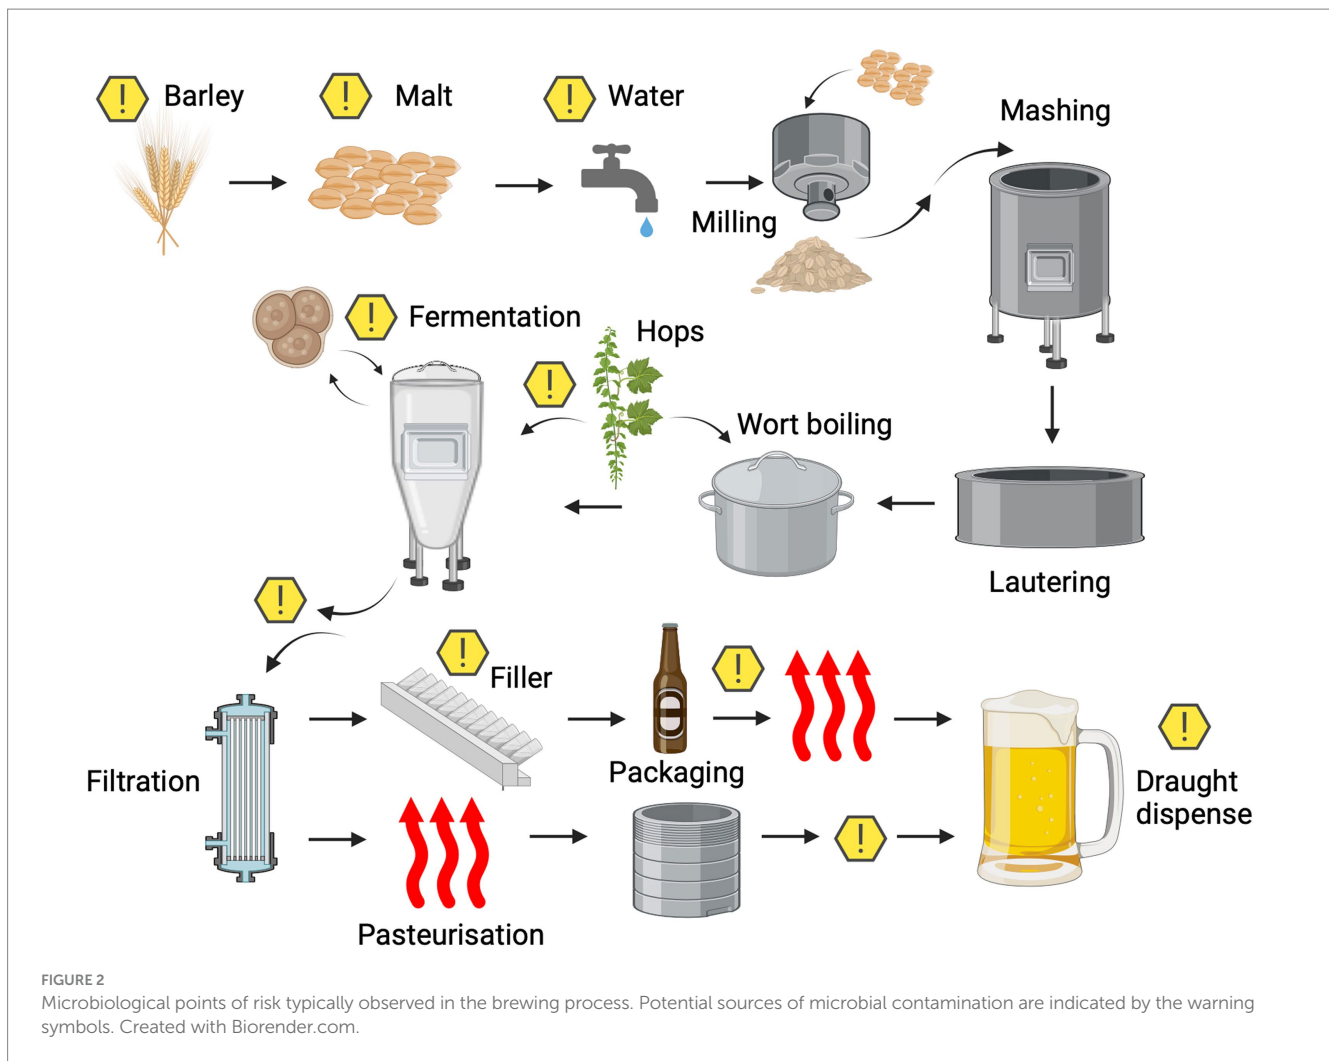 Barley
Malt
Water
Milling
Mashing
Fermentation
Hops
Wort boiling
Lautering
Filtration
Filler
Packaging
Pasteurisation
Draught
dispense
FIGURE 2
Microbiological points of risk typically observed in the brewing process. Potential sources of microbial contamination are indicated by the warning
symbols. Created with Biorender.com.